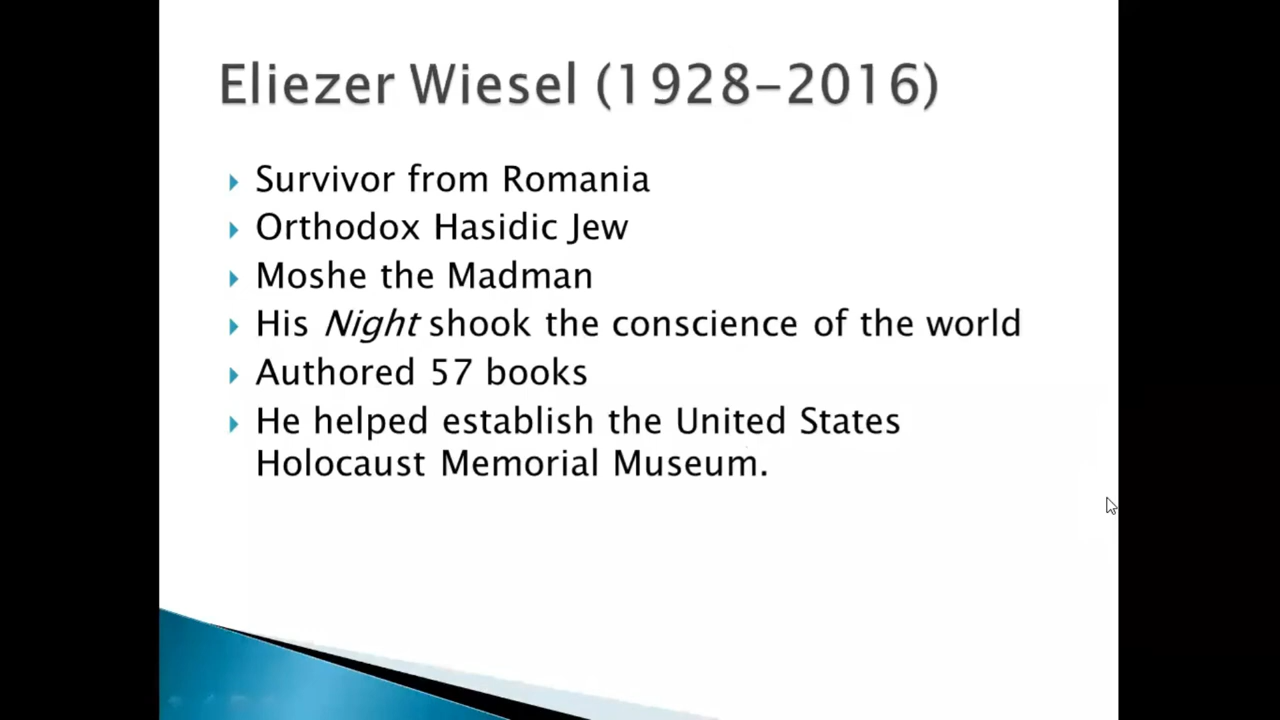 Eliezer Wiesel (1928-2016)
Survivor from Romania
Orthodox Hasidic Jew
Moshe the Madman
His Night shook the conscience of the world
Authored 57 books
He helped establish the United States
Holocaust Memorial Museum.